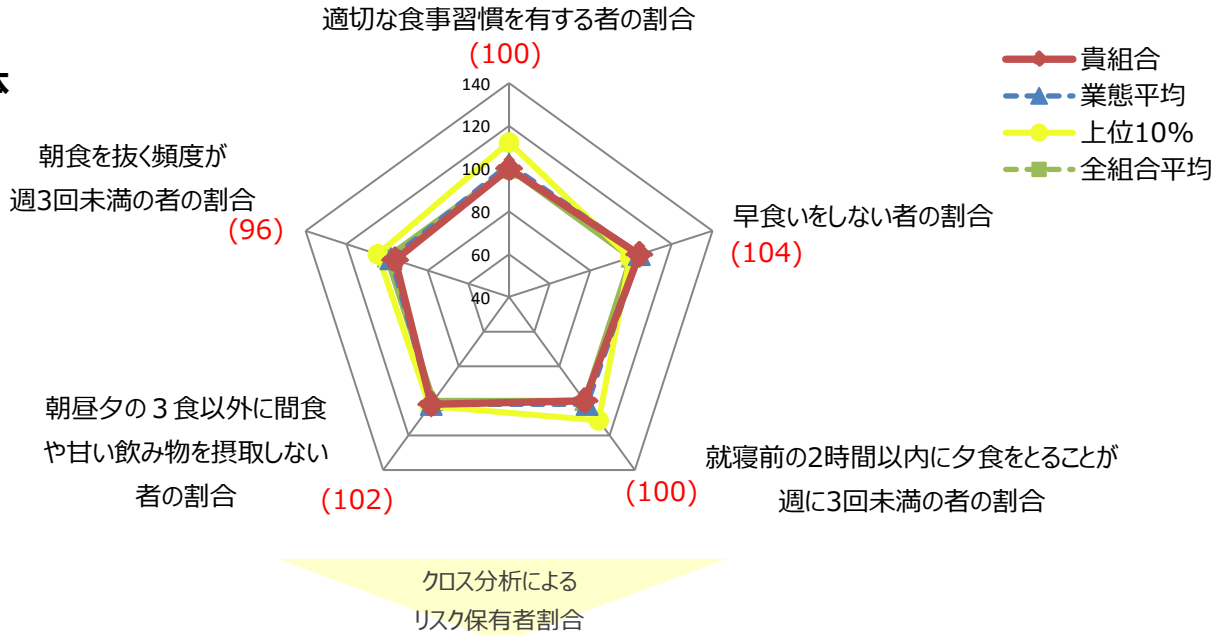 適切な食事習慣を有する者の割合
(100)
体
貴組合
業態平均
上位10%
全組合平均
140
120
100
80
60
40
朝食を抜く頻度が
週3回未満の者の割合
(96)
早食いをしない者の割合
(104)
朝昼夕の３食以外に間食
や甘い飲み物を摂取しない
者の割合
(102)
就寝前の2時間以内に夕食をとることが
週に3回未満の者の割合
(100)
クロス分析による
リスク保有者割合